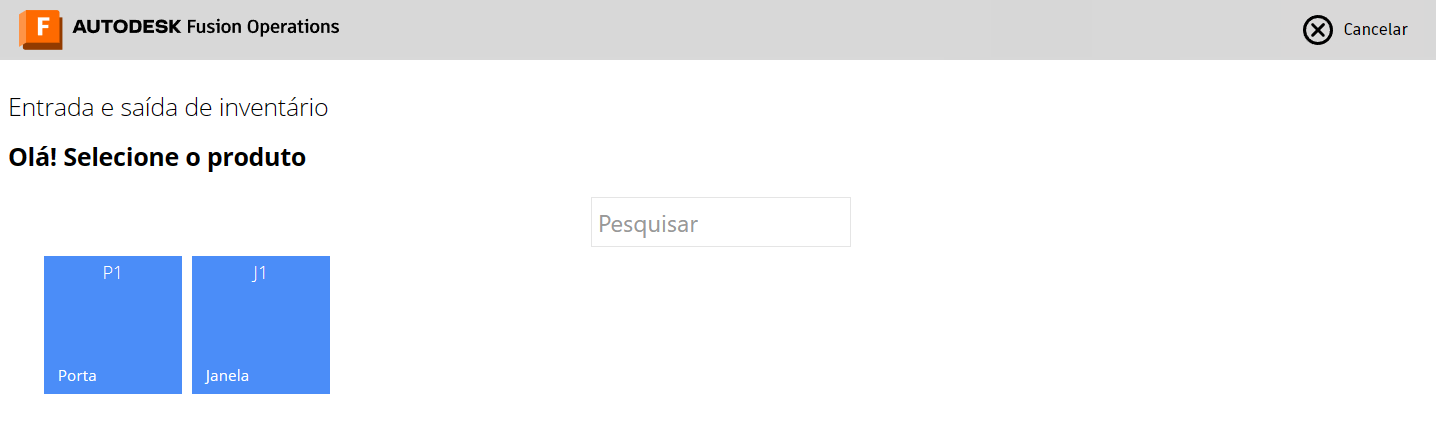 F AUTODESK Fusion Operations
Cancelar
Entrada e saída de inventário
Olá! Selecione o produto
Pesquisar
P1
Porta
J1
Janela